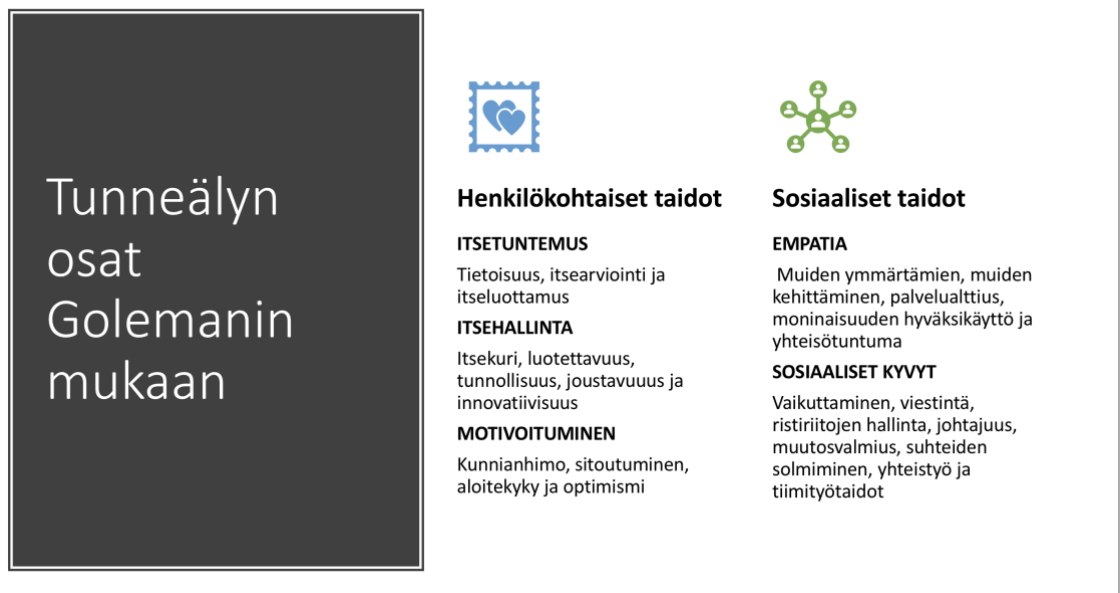 Tunneälyn
osat
Golemanin
mukaan
Henkilökohtaiset taidot
ITSETUNTEMUS
Tietoisuus, itsearviointi ja
itseluottamus
ITSEHALLINTA
Itsekuri, luotettavuus,
tunnollisuus, joustavuuus ja
innovatiivisuus
MOTIVOITUMINEN
Kunnianhimo, sitoutuminen,
aloitekyky ja optimismi
Sosiaaliset taidot
EMPATIA
Muiden ymmärtämien, muiden
kehittäminen, palvelualttius,
moninaisuuden hyväksikäyttö ja
yhteisötuntuma
SOSIAALISET KYVYT
Vaikuttaminen, viestintä,
ristiriitojen hallinta, johtajuus,
muutosvalmius, suhteiden
solmiminen, yhteistyö ja
tiimityötaidot